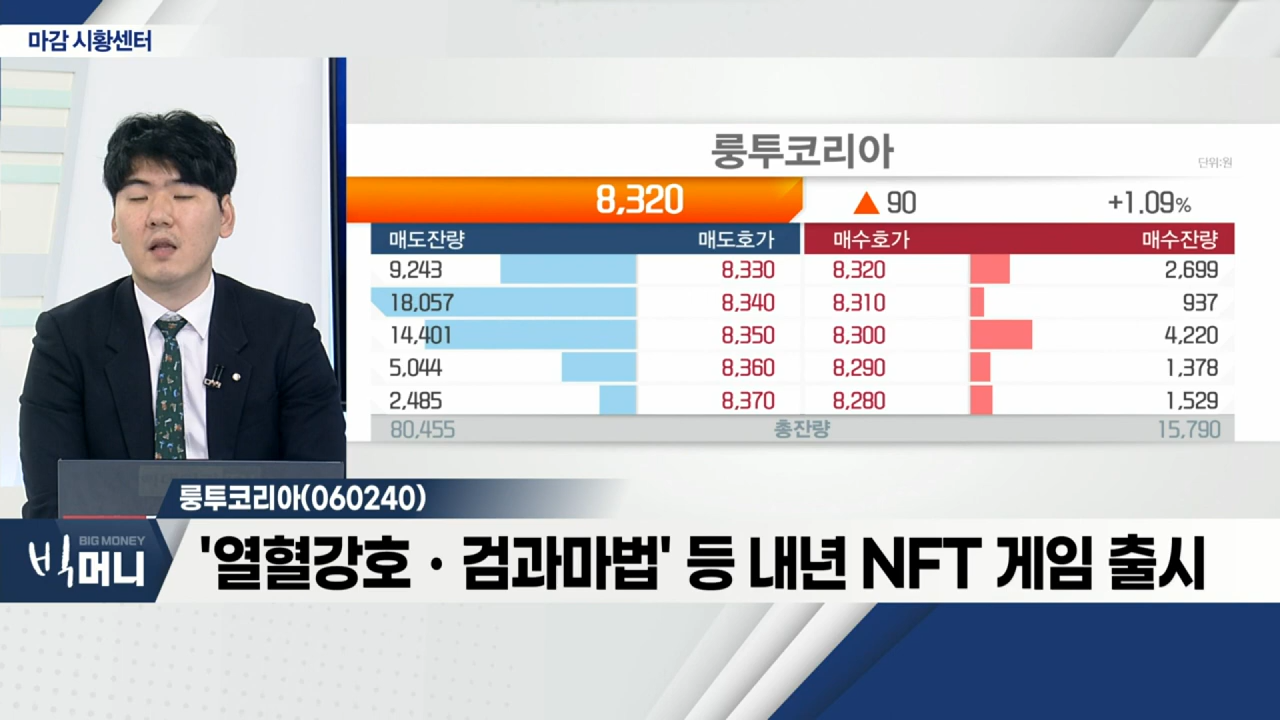 마감 시황센터
룽투코리아
단위:원
8,320 ▲ 90 +1.09%
매도잔량 매도호가 매수호가 매수잔량
9,243 8,330 8,320 2,699
18,057 8,340 8,310 937
14,401 8,350 8,300 4,220
5,044 8,360 8,290 1,378
2,485 8,370 8,280 1,529
80,455 총잔량 15,790
룽투코리아(060240)
BIG MONEY
빅머니
'열혈강호·검과마법' 등 내년 NFT 게임 출시